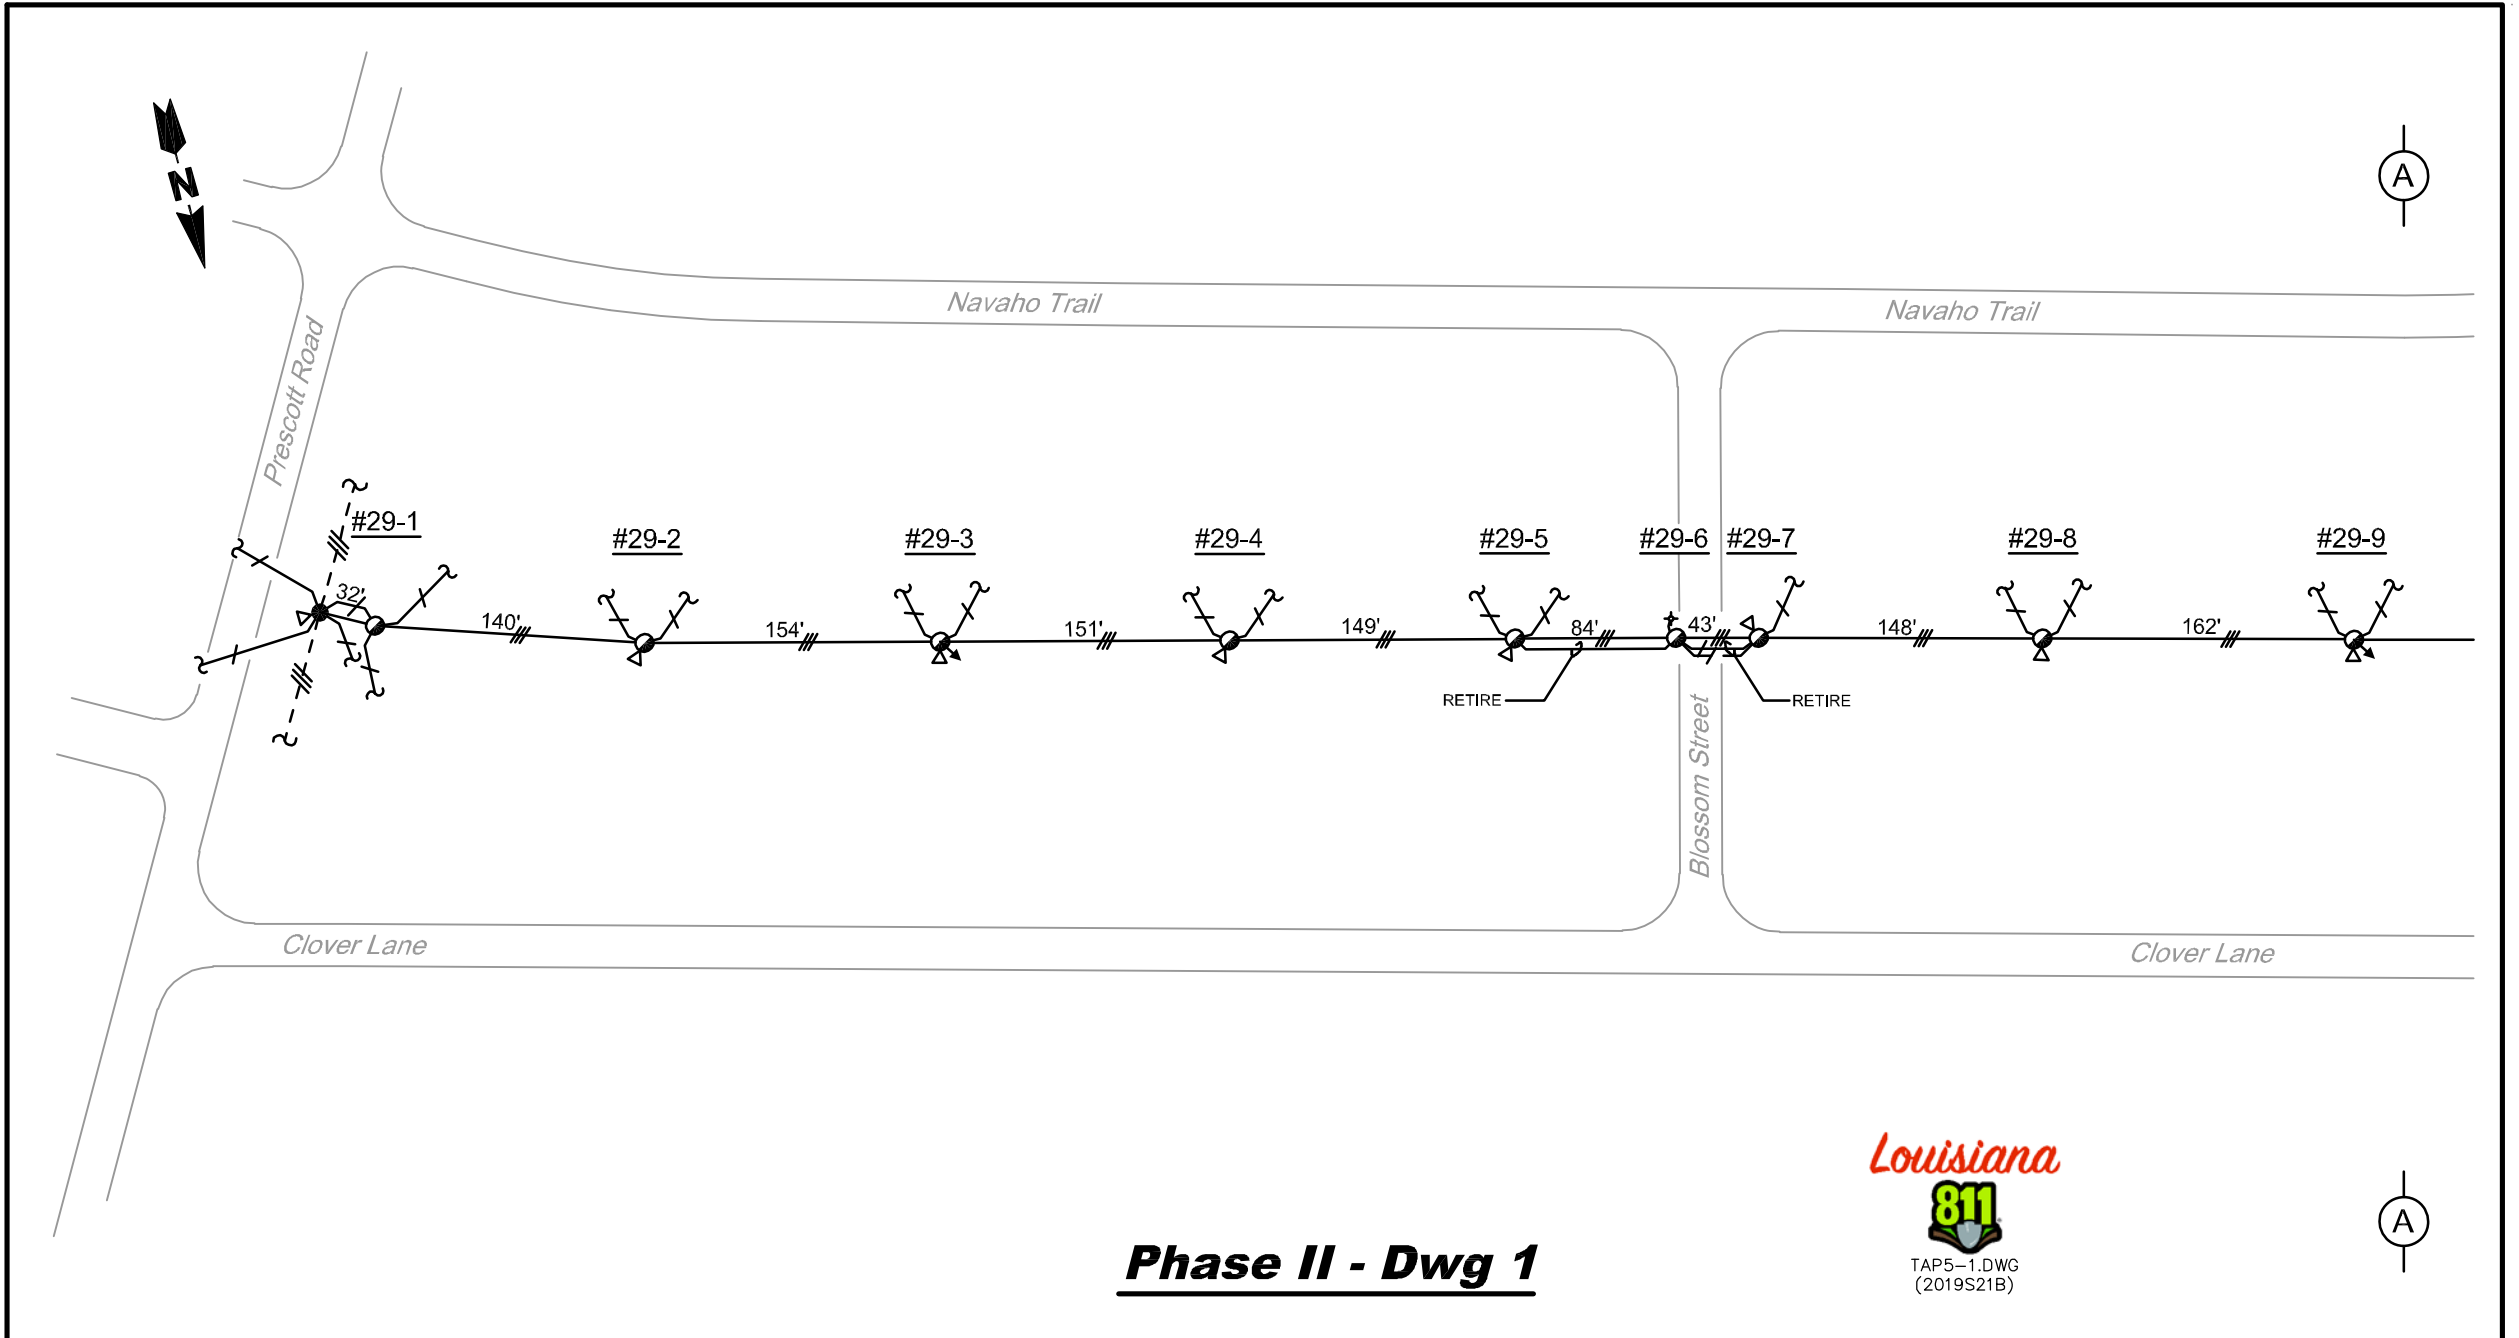 N
A
Navaho Trail
Navaho Trail
Prescott Road
#29-1
#29-2
#29-3
#29-4
#29-5
#29-6
#29-7
#29-8
#29-9
32'
140'
154'
151'
149'
84'
43'
148'
162'
RETIRE
RETIRE
Blossom Street
Clover Lane
Clover Lane
Louisiana
811
A
Phase II - Dwg 1
TAP5-1.DWG
(2019S21B)